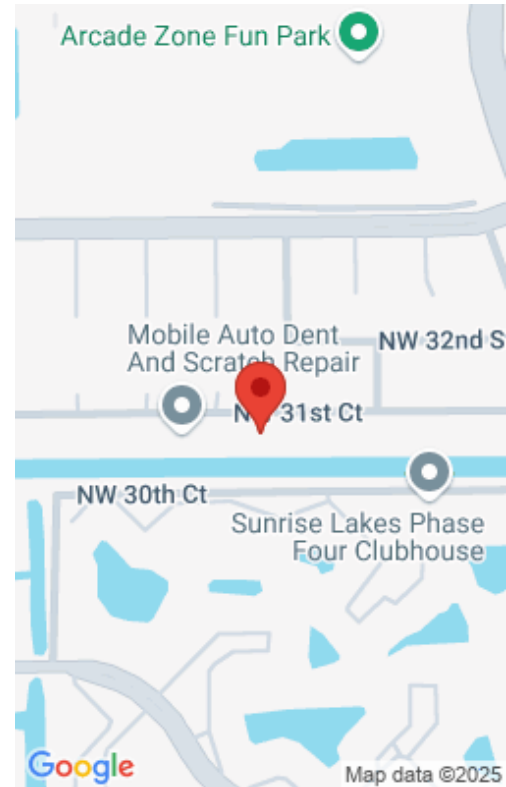 Arcade Zone Fun Park
Mobile Auto Dent
And Scratch Repair
NW 32nd S
NW 31st Ct
NW 30th Ct
Sunrise Lakes Phase
Four Clubhouse
Google
Map data ©2025